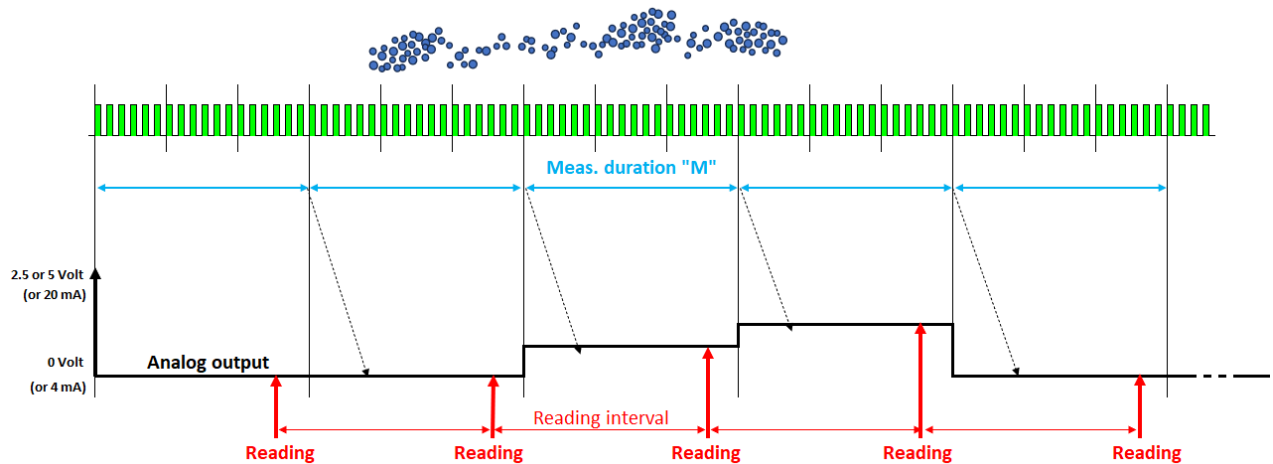 Meas. duration "M"
2.5 or 5 Volt
(or 20 mA)
0 Volt
(or 4 mA)
Analog output
Reading interval
Reading
Reading
Reading
Reading
Reading